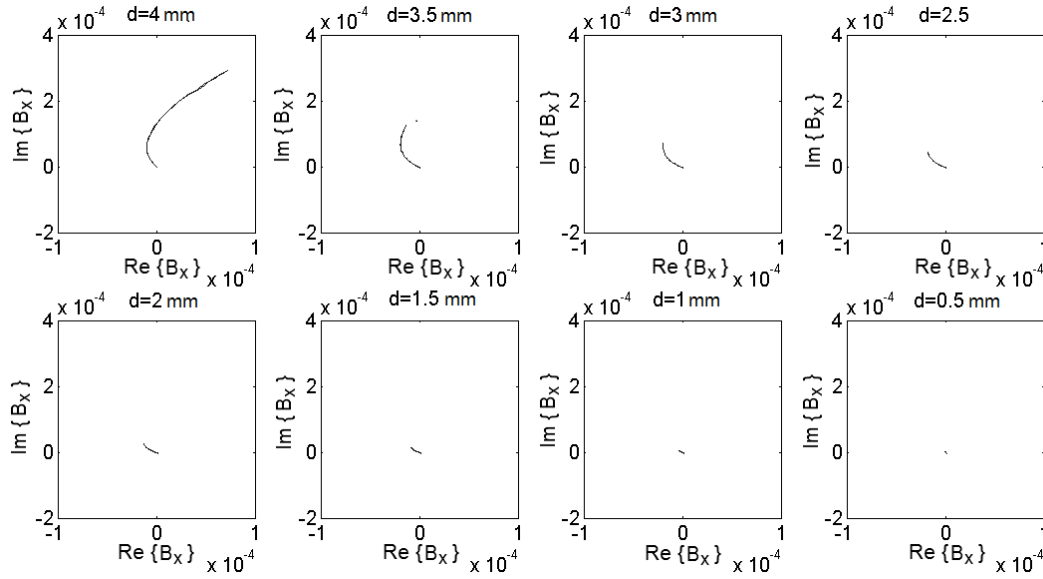 x 10-4 d=4 mm
x 10-4 d=3.5 mm
x 10-4 d=3 mm
x 10-4 d=2.5
4
2
0
-2
Im { BX }
-1 0 1
Re {BX } x 10-4
4
2
0
-2
Im { BX }
-1 0 1
Re {BX } x 10-4
4
2
0
-2
Im { BX }
-1 0 1
Re {BX } x 10-4
4
2
0
-2
Im { BX }
-1 0 1
Re {BX } x 10-4
x 10-4 d=2 mm
x 10-4 d=1.5 mm
x 10-4 d=1 mm
x 10-4 d=0.5 mm
4
2
0
-2
Im { BX }
-1 0 1
Re {BX } x 10-4
4
2
0
-2
Im { BX }
-1 0 1
Re {BX } x 10-4
4
2
0
-2
Im { BX }
-1 0 1
Re {BX } x 10-4
4
2
0
-2
Im { BX }
-1 0 1
Re {BX } x 10-4